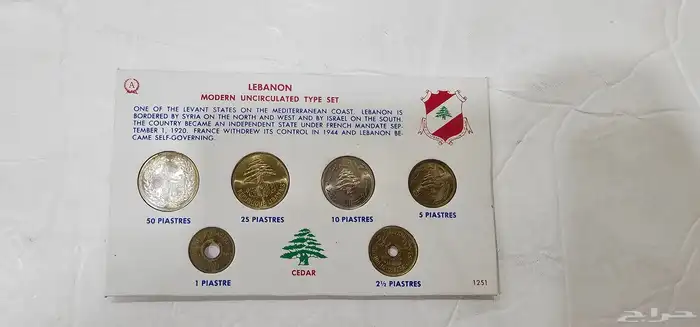 A
LEBANON
MODERN UNCIRCULATED TYPE SET
ONE OF THE LEVANT STATES ON THE MEDITERRANEAN COAST. LEBANON IS
BORDERED BY SYRIA ON THE NORTH AND WEST AND BY ISRAEL ON THE SOUTH.
THE COUNTRY BECAME AN INDEPENDENT STATE UNDER FRENCH MANDATE SEP-
TEMBER 1, 1920. FRANCE WITHDREW ITS CONTROL IN 1944 AND LEBANON BE-
CAME SELF-GOVERNING.
50 PIASTRES
25 PIASTRES
10 PIASTRES
5 PIASTRES
1 PIASTRE
CEDAR
2½ PIASTRES
1251
حراج